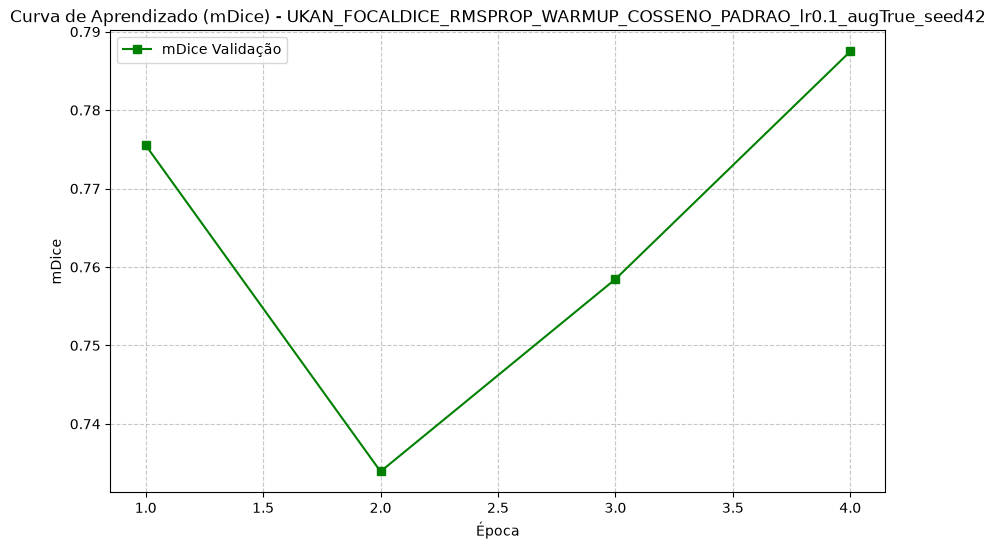 Curva de Aprendizado (mDice) - UKAN_FOCALDICE_RMSPROP_WARMUP_COSSENO_PADRAO_lr0.1_augTrue_seed42
mDice Validação
0.79
0.78
0.77
0.76
0.75
0.74
mDice
1.0 1.5 2.0 2.5 3.0 3.5 4.0
Época